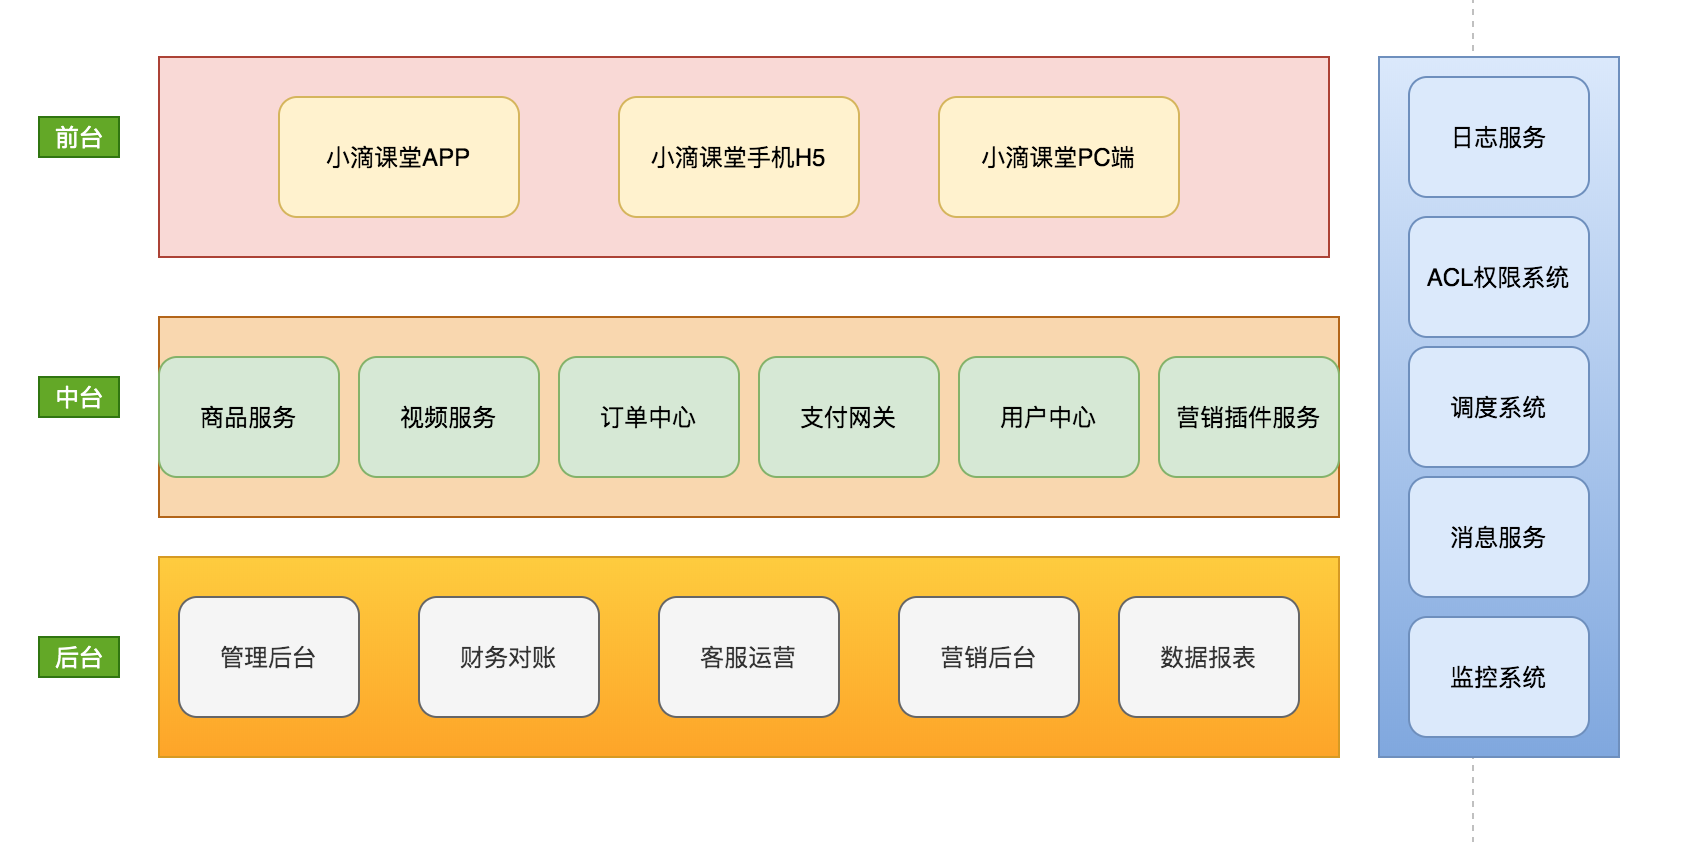 前台
小滴课堂APP
小滴课堂手机H5
小滴课堂PC端
中台
商品服务
视频服务
订单中心
支付网关
用户中心
营销插件服务
后台
管理后台
财务对账
客服运营
营销后台
数据报表
日志服务
ACL权限系统
调度系统
消息服务
监控系统